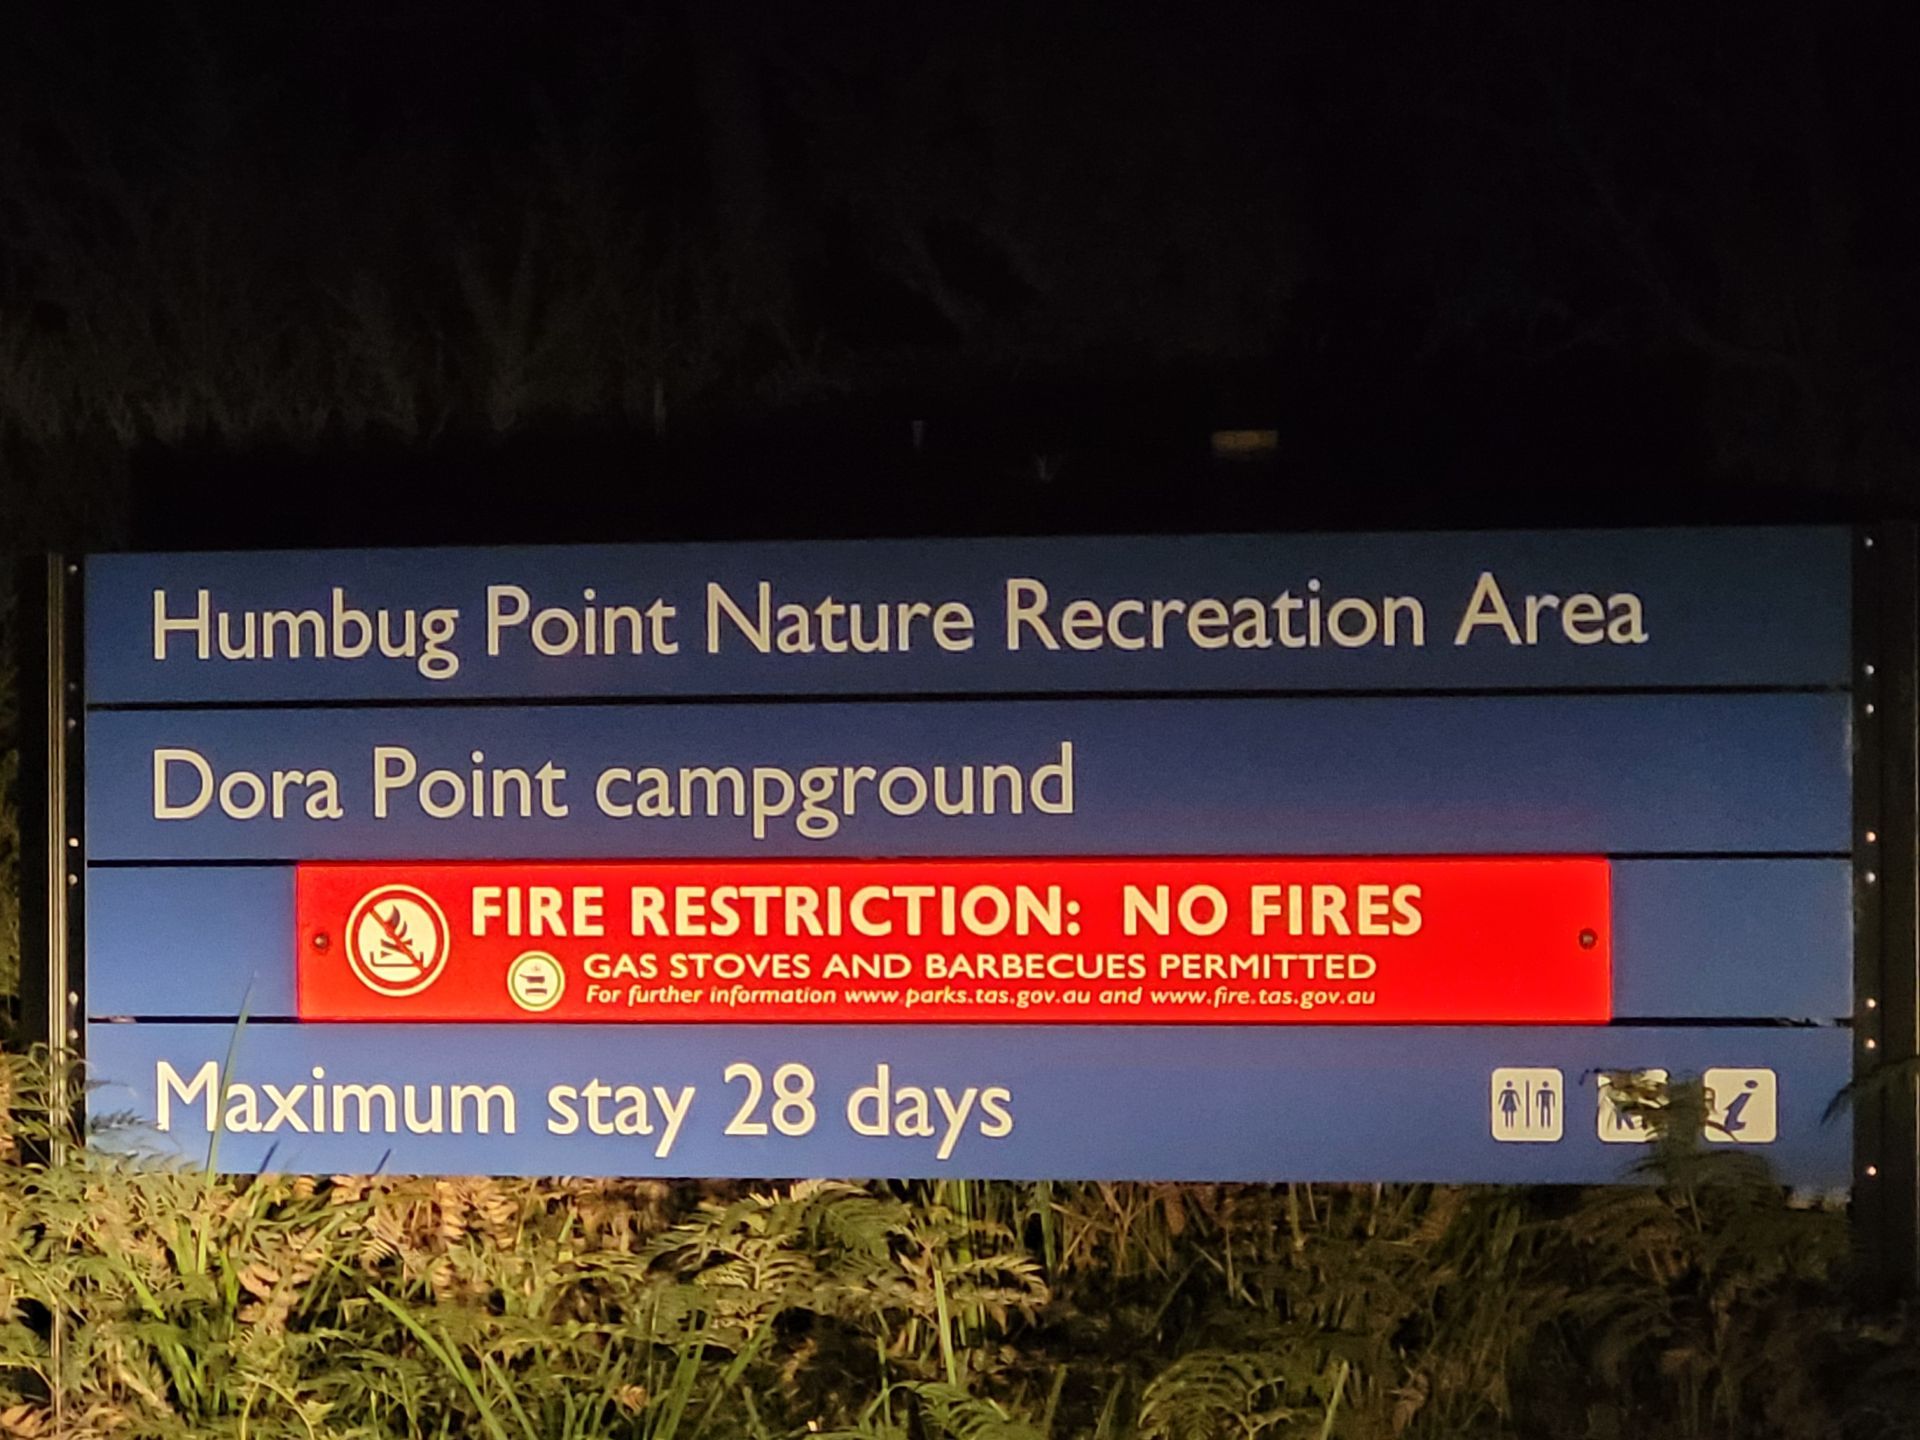 Humbug Point Nature Recreation Area
Dora Point campground
FIRE RESTRICTION: NO FIRES
GAS STOVES AND BARBECUES PERMITTED
For further information www.parks.tas.gov.au and www.fire.tas.gov.au
Maximum stay 28 days
i